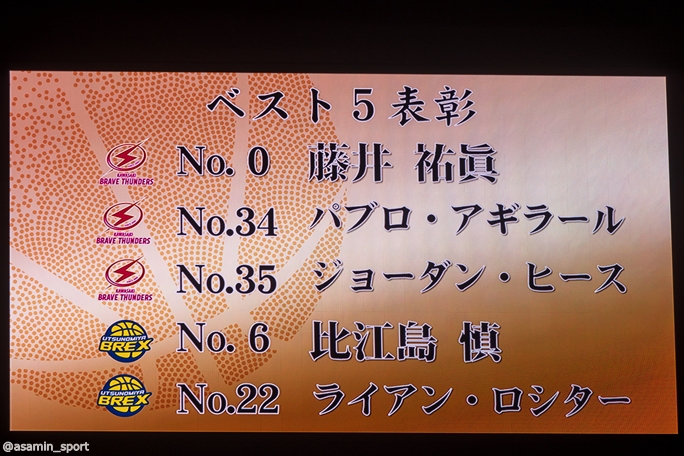 ベスト5表彰
KAWASAKI
BRAVE THUNDERS
No. 0 藤井 祐眞
KAWASAKI
BRAVE THUNDERS
No.34 パブロ・アギラール
KAWASAKI
BRAVE THUNDERS
No.35 ジョーダン・ヒース
UTSUNOMIYA
BREX
No. 6 比江島 慎
UTSUNOMIYA
BREX
No.22 ライアン・ロシター
@asamin_sport